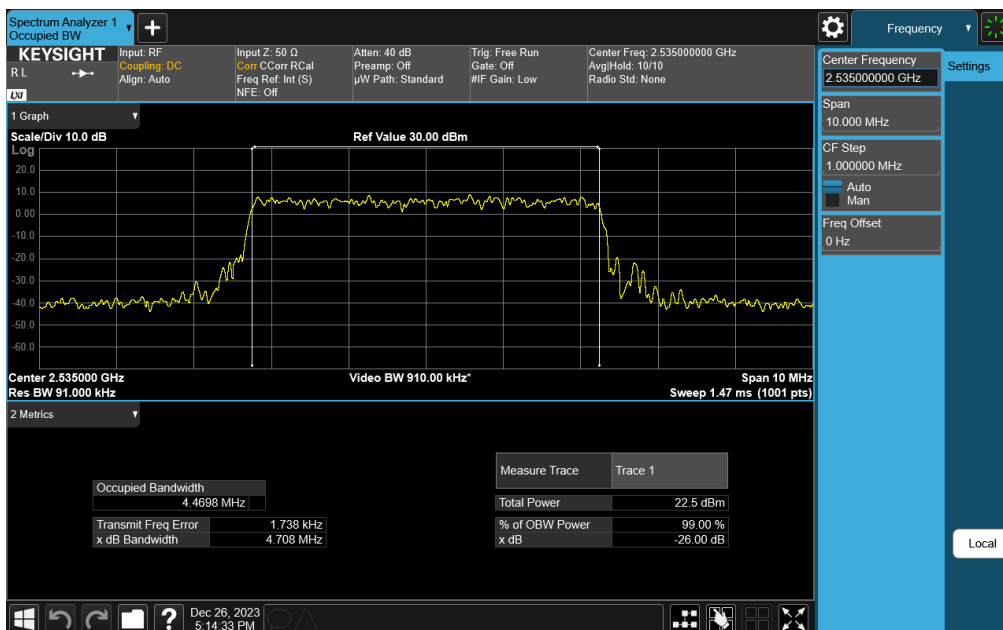 Spectrum Analyzer 1
Occupied BW
Frequency
KEYSIGHT
R L
LXI
Input: RF
Coupling: DC
Align: Auto
Input Z: 50 Ω
Corr CCorr RCal
Freq Ref: Int (S)
NFE: Off
Atten: 40 dB
Preamp: Off
µW Path: Standard
Trig: Free Run
Gate: Off
#IF Gain: Low
Center Freq: 2.535000000 GHz
Avg|Hold: 10/10
Radio Std: None
Center Frequency
2.535000000 GHz
Settings
Span
10.000 MHz
CF Step
1.000000 MHz
Auto
Man
Freq Offset
0 Hz
Local
1 Graph
Scale/Div 10.0 dB
Ref Value 30.00 dBm
Log
20.0
10.0
0.00
-10.0
-20.0
-30.0
-40.0
-50.0
-60.0
Center 2.535000 GHz
Video BW 910.00 kHz*
Span 10 MHz
Res BW 91.000 kHz
Sweep 1.47 ms (1001 pts)
2 Metrics
Measure Trace
Trace 1
Occupied Bandwidth
4.4698 MHz
Total Power
22.5 dBm
Transmit Freq Error
1.738 kHz
% of OBW Power
99.00 %
x dB Bandwidth
4.708 MHz
x dB
-26.00 dB
?
Dec 26, 2023
5:14:33 PM